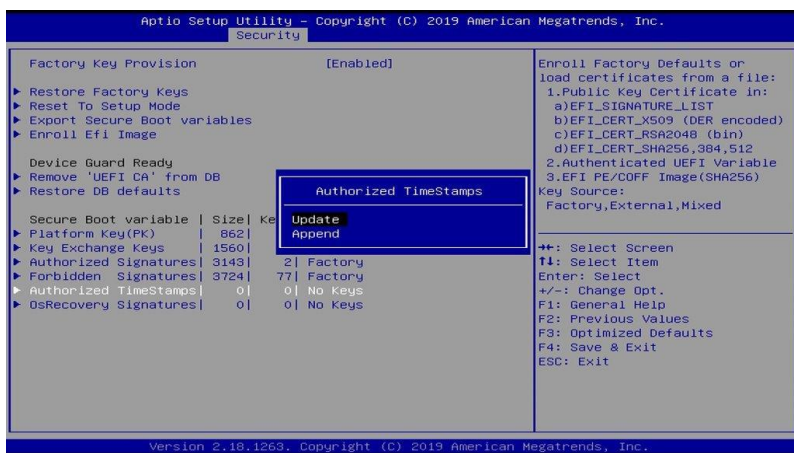 Aptio Setup Utility – Copyright (C) 2019 American Megatrends, Inc.
Security
Factory Key Provision [Enabled]
▶ Restore Factory Keys
▶ Reset To Setup Mode
▶ Export Secure Boot variables
▶ Enroll Efi Image
Device Guard Ready
▶ Remove 'UEFI CA' from DB
▶ Restore DB defaults
Secure Boot variable | Size| Ke
▶ Platform Key(PK) | 862|
▶ Key Exchange Keys | 1560|
▶ Authorized Signatures| 3143| 2| Factory
▶ Forbidden Signatures| 3724| 77| Factory
▶ Authorized TimeStamps| 0| 0| No Keys
▶ OsRecovery Signatures| 0| 0| No Keys
Authorized TimeStamps
Update
Append
Enroll Factory Defaults or
load certificates from a file:
1.Public Key Certificate in:
a)EFI_SIGNATURE_LIST
b)EFI_CERT_X509 (DER encoded)
c)EFI_CERT_RSA2048 (bin)
d)EFI_CERT_SHA256,384,512
2.Authenticated UEFI Variable
3.EFI PE/COFF Image(SHA256)
Key Source:
Factory,External,Mixed
→←: Select Screen
↑↓: Select Item
Enter: Select
+/-: Change Opt.
F1: General Help
F2: Previous Values
F3: Optimized Defaults
F4: Save & Exit
ESC: Exit
Version 2.18.1263. Copyright (C) 2019 American Megatrends, Inc.